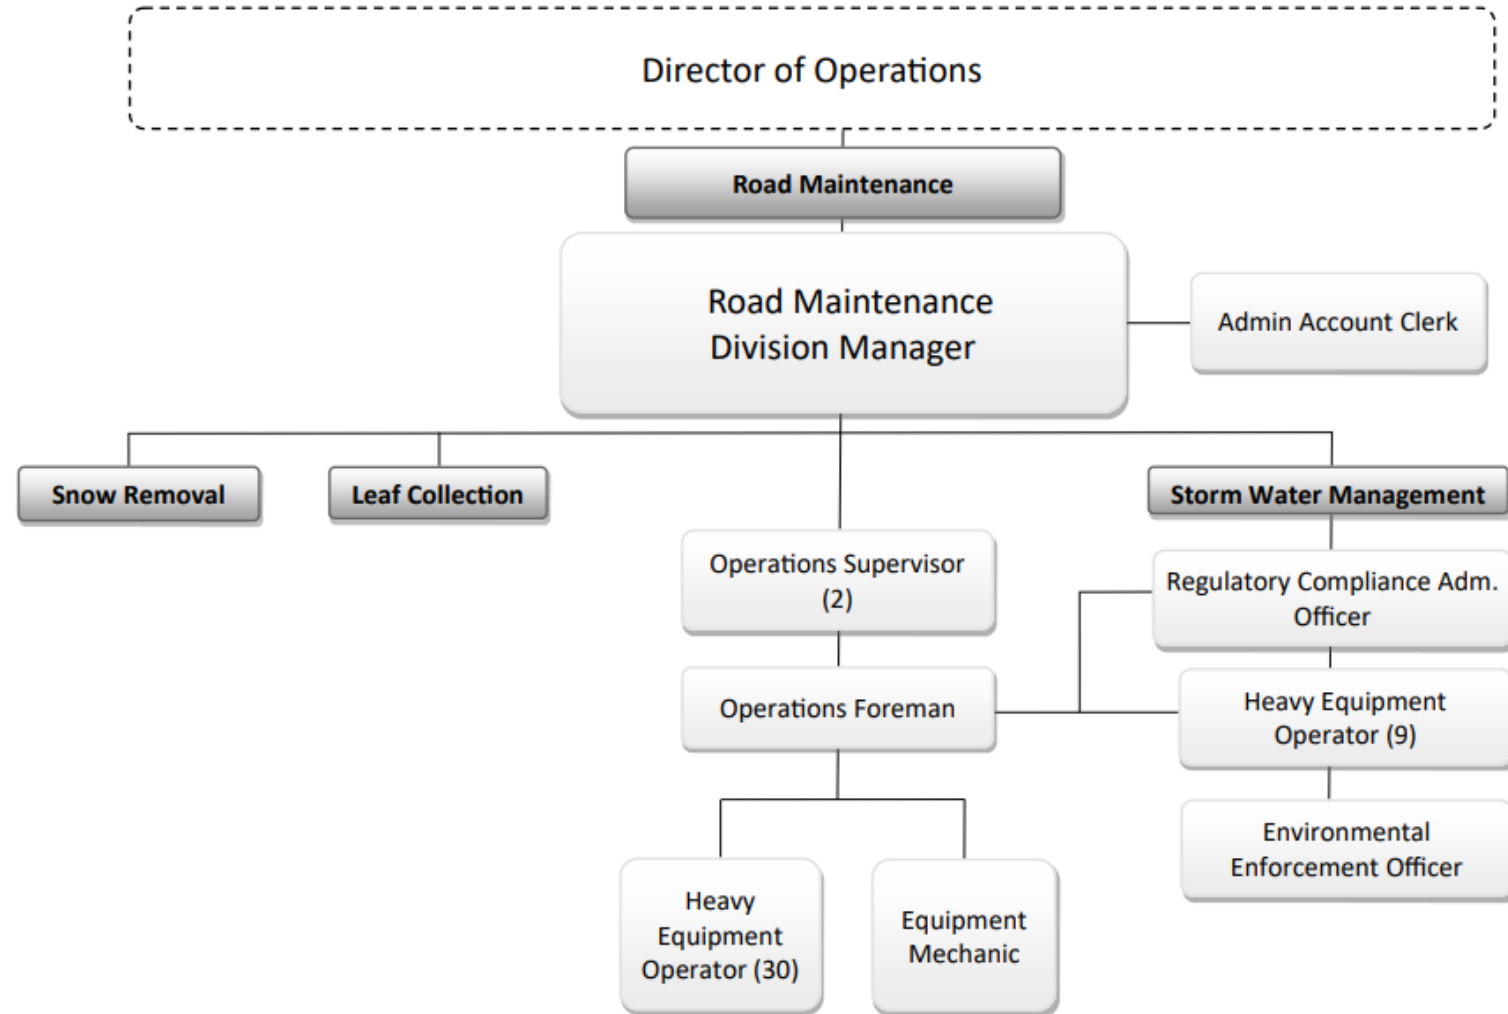 Director of Operations
Road Maintenance
Road Maintenance
Division Manager
Admin Account Clerk
Snow Removal
Leaf Collection
Storm Water Management
Operations Supervisor
(2)
Regulatory Compliance Adm.
Officer
Operations Foreman
Heavy Equipment
Operator (9)
Environmental
Enforcement Officer
Heavy
Equipment
Operator (30)
Equipment
Mechanic